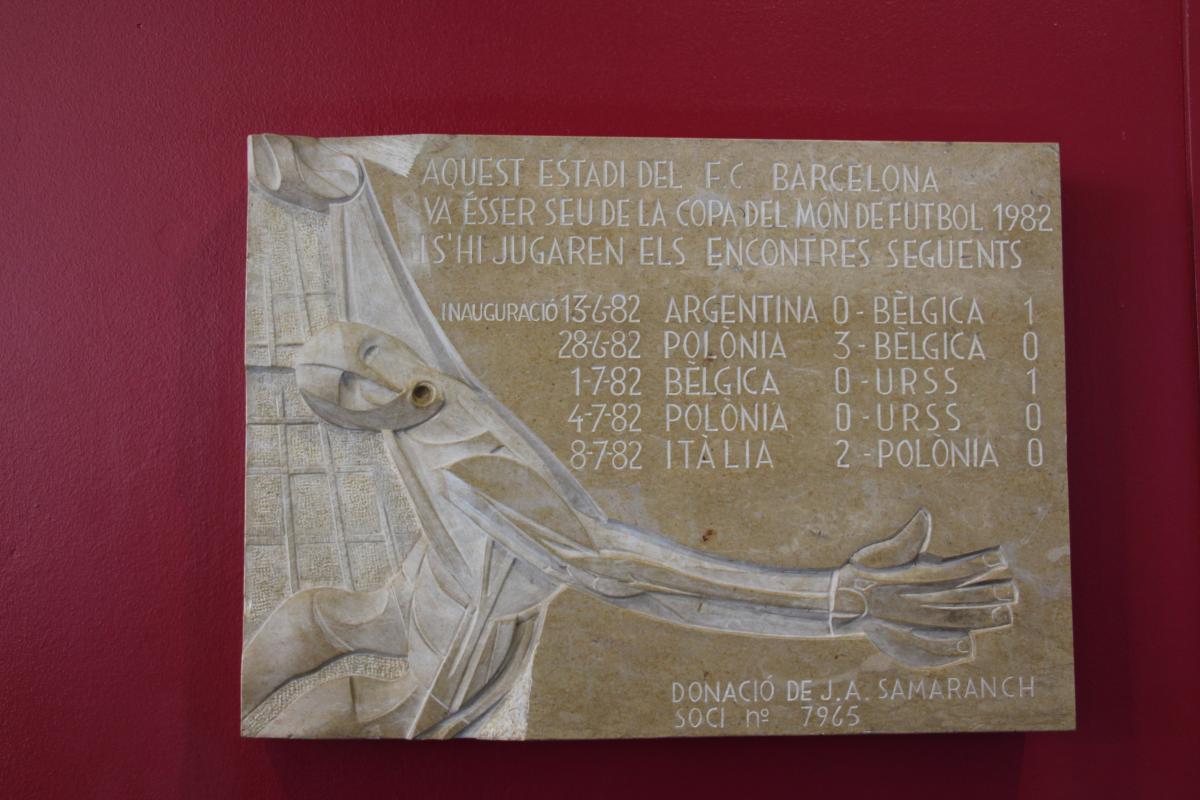 AQUEST ESTADI DEL F.C. BARCELONA
VA ÉSSER SEU DE LA COPA DEL MÓN DE FUTBOL 1982
I S'HI JUGAREN ELS ENCONTRES SEGUENTS
INAUGURACIÓ 13-6-82 ARGENTINA 0 - BÈLGICA 1
28-6-82 POLÒNIA 3 - BÈLGICA 0
1-7-82 BÈLGICA 0 - URSS 1
4-7-82 POLÒNIA 0 - URSS 0
8-7-82 ITÀLIA 2 - POLÒNIA 0
DONACIÓ DE J.A. SAMARANCH
SOCI nº 7965